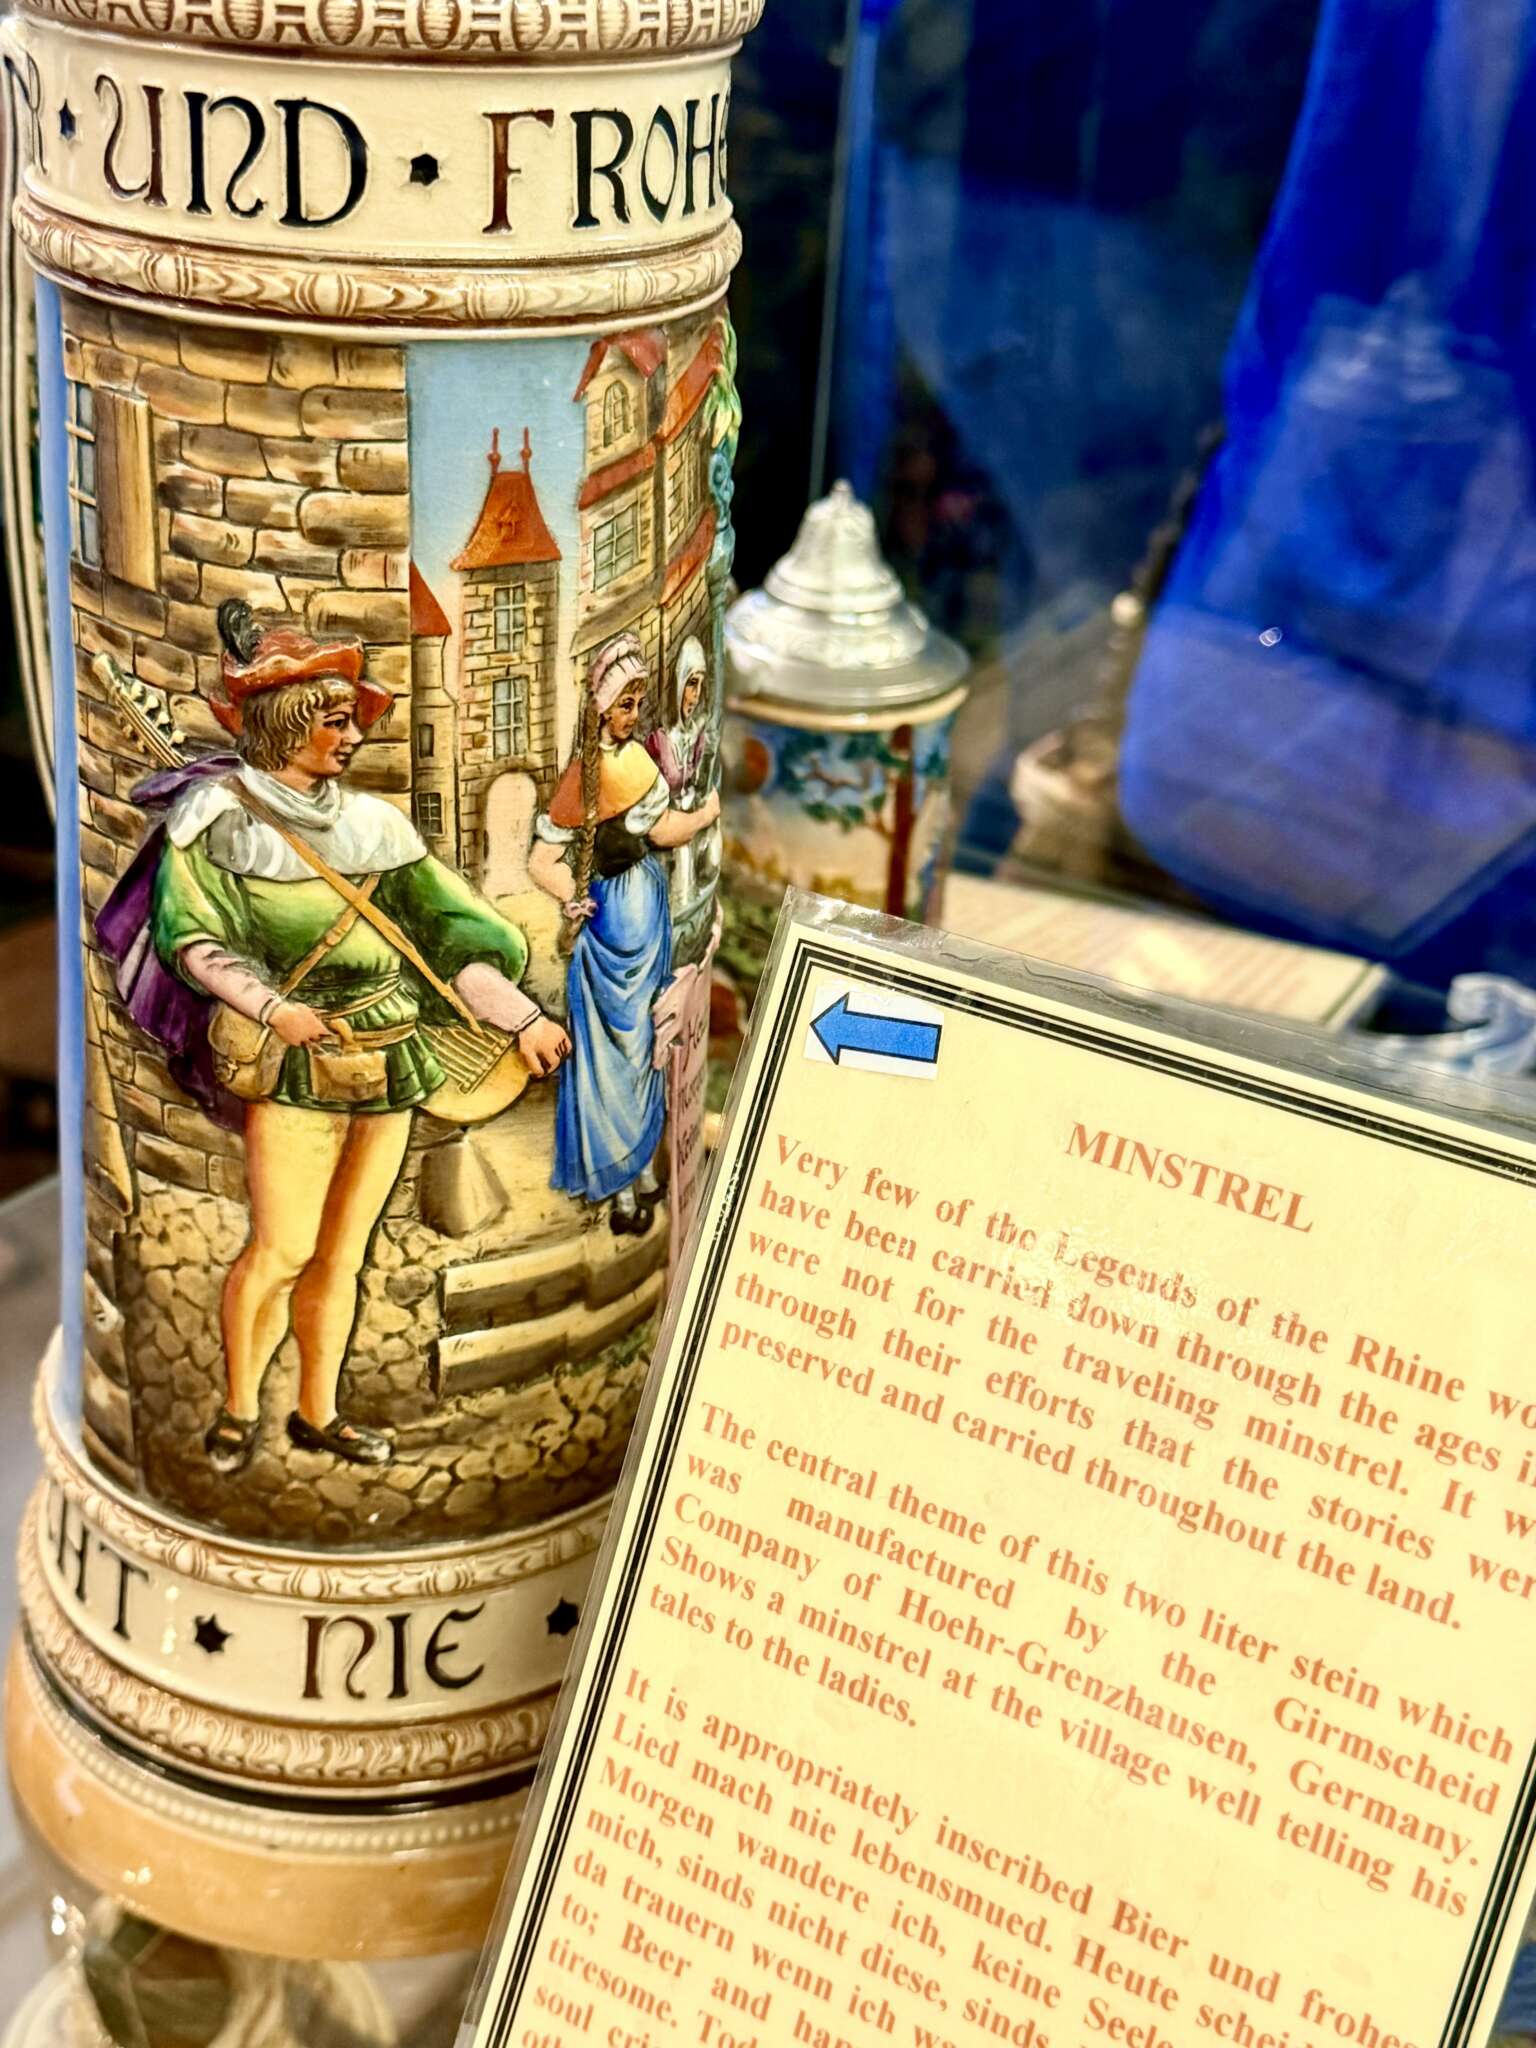 UND · FROHE
MINSTREL
Very few of the Legends of the Rhine
have been carried down through the ages
were not for the traveling minstrel. It
through their efforts that the stories
preserved and carried throughout the land.
The central theme of this two liter stein which
was manufactured by the Girmscheid
Company of Hoehr-Grenzhausen, Germany.
Shows a minstrel at the village well telling his
tales to the ladies.
It is appropriately inscribed Bier und frohes
Lied mach nie lebensmued. Heute
Morgen wandere ich, keine
mich, sinds nicht diese, sinds
da trauern wenn ich
to; Beer and
tiresome.
soul
NIE